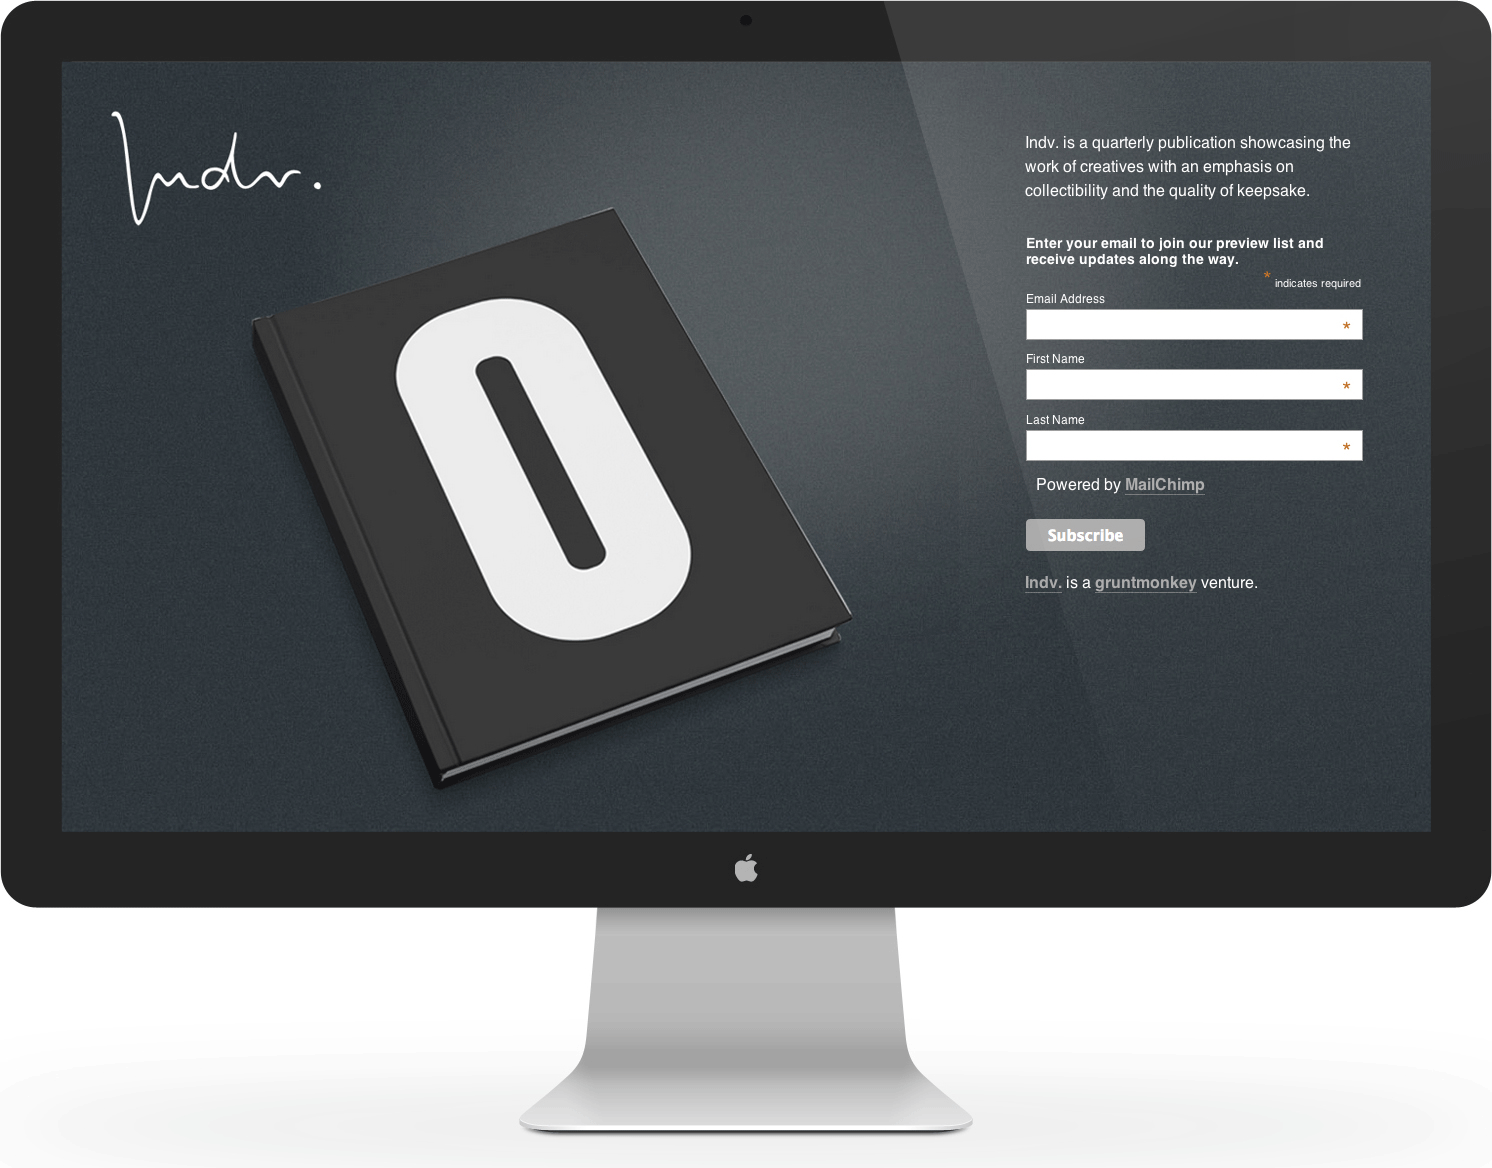 Indv.
0
Indv. is a quarterly publication showcasing the
work of creatives with an emphasis on
collectibility and the quality of keepsake.
Enter your email to join our preview list and
receive updates along the way.
* indicates required
Email Address
*
First Name
*
Last Name
*
Powered by MailChimp
Subscribe
Indv. is a gruntmonkey venture.